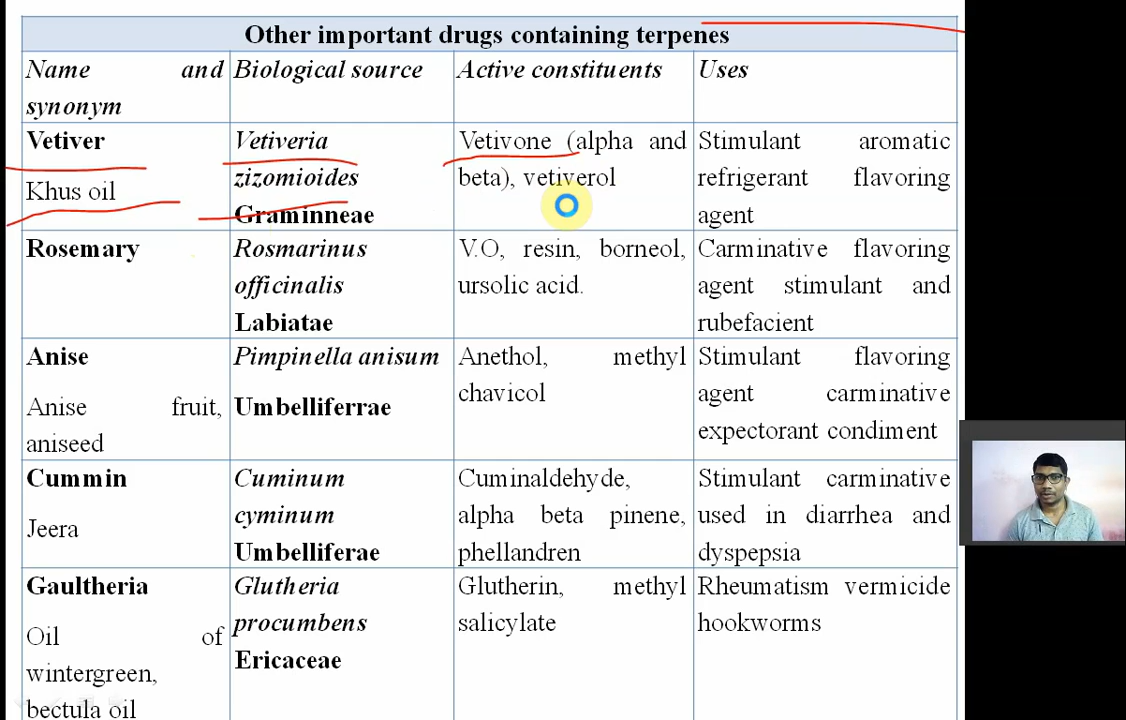 Other important drugs containing terpenes
Name and synonym
Biological source
Active constituents
Uses
Vetiver
Khus oil
Vetiveria
zizomioides
Graminneae
Vetivone (alpha and
beta), vetiverol
Stimulant aromatic
refrigerant flavoring
agent
Rosemary
Rosmarinus
officinalis
Labiatae
V.O, resin, borneol,
ursolic acid.
Carminative flavoring
agent stimulant and
rubefacient
Anise
Anise fruit,
aniseed
Pimpinella anisum
Umbelliferrae
Anethol, methyl
chavicol
Stimulant flavoring
agent carminative
expectorant condiment
Cummin
Jeera
Cuminum
cyminum
Umbelliferae
Cuminaldehyde,
alpha beta pinene,
phellandren
Stimulant carminative
used in diarrhea and
dyspepsia
Gaultheria
Oil of
wintergreen,
bectula oil
Glutheria
procumbens
Ericaceae
Glutherin, methyl
salicylate
Rheumatism vermicide
hookworms